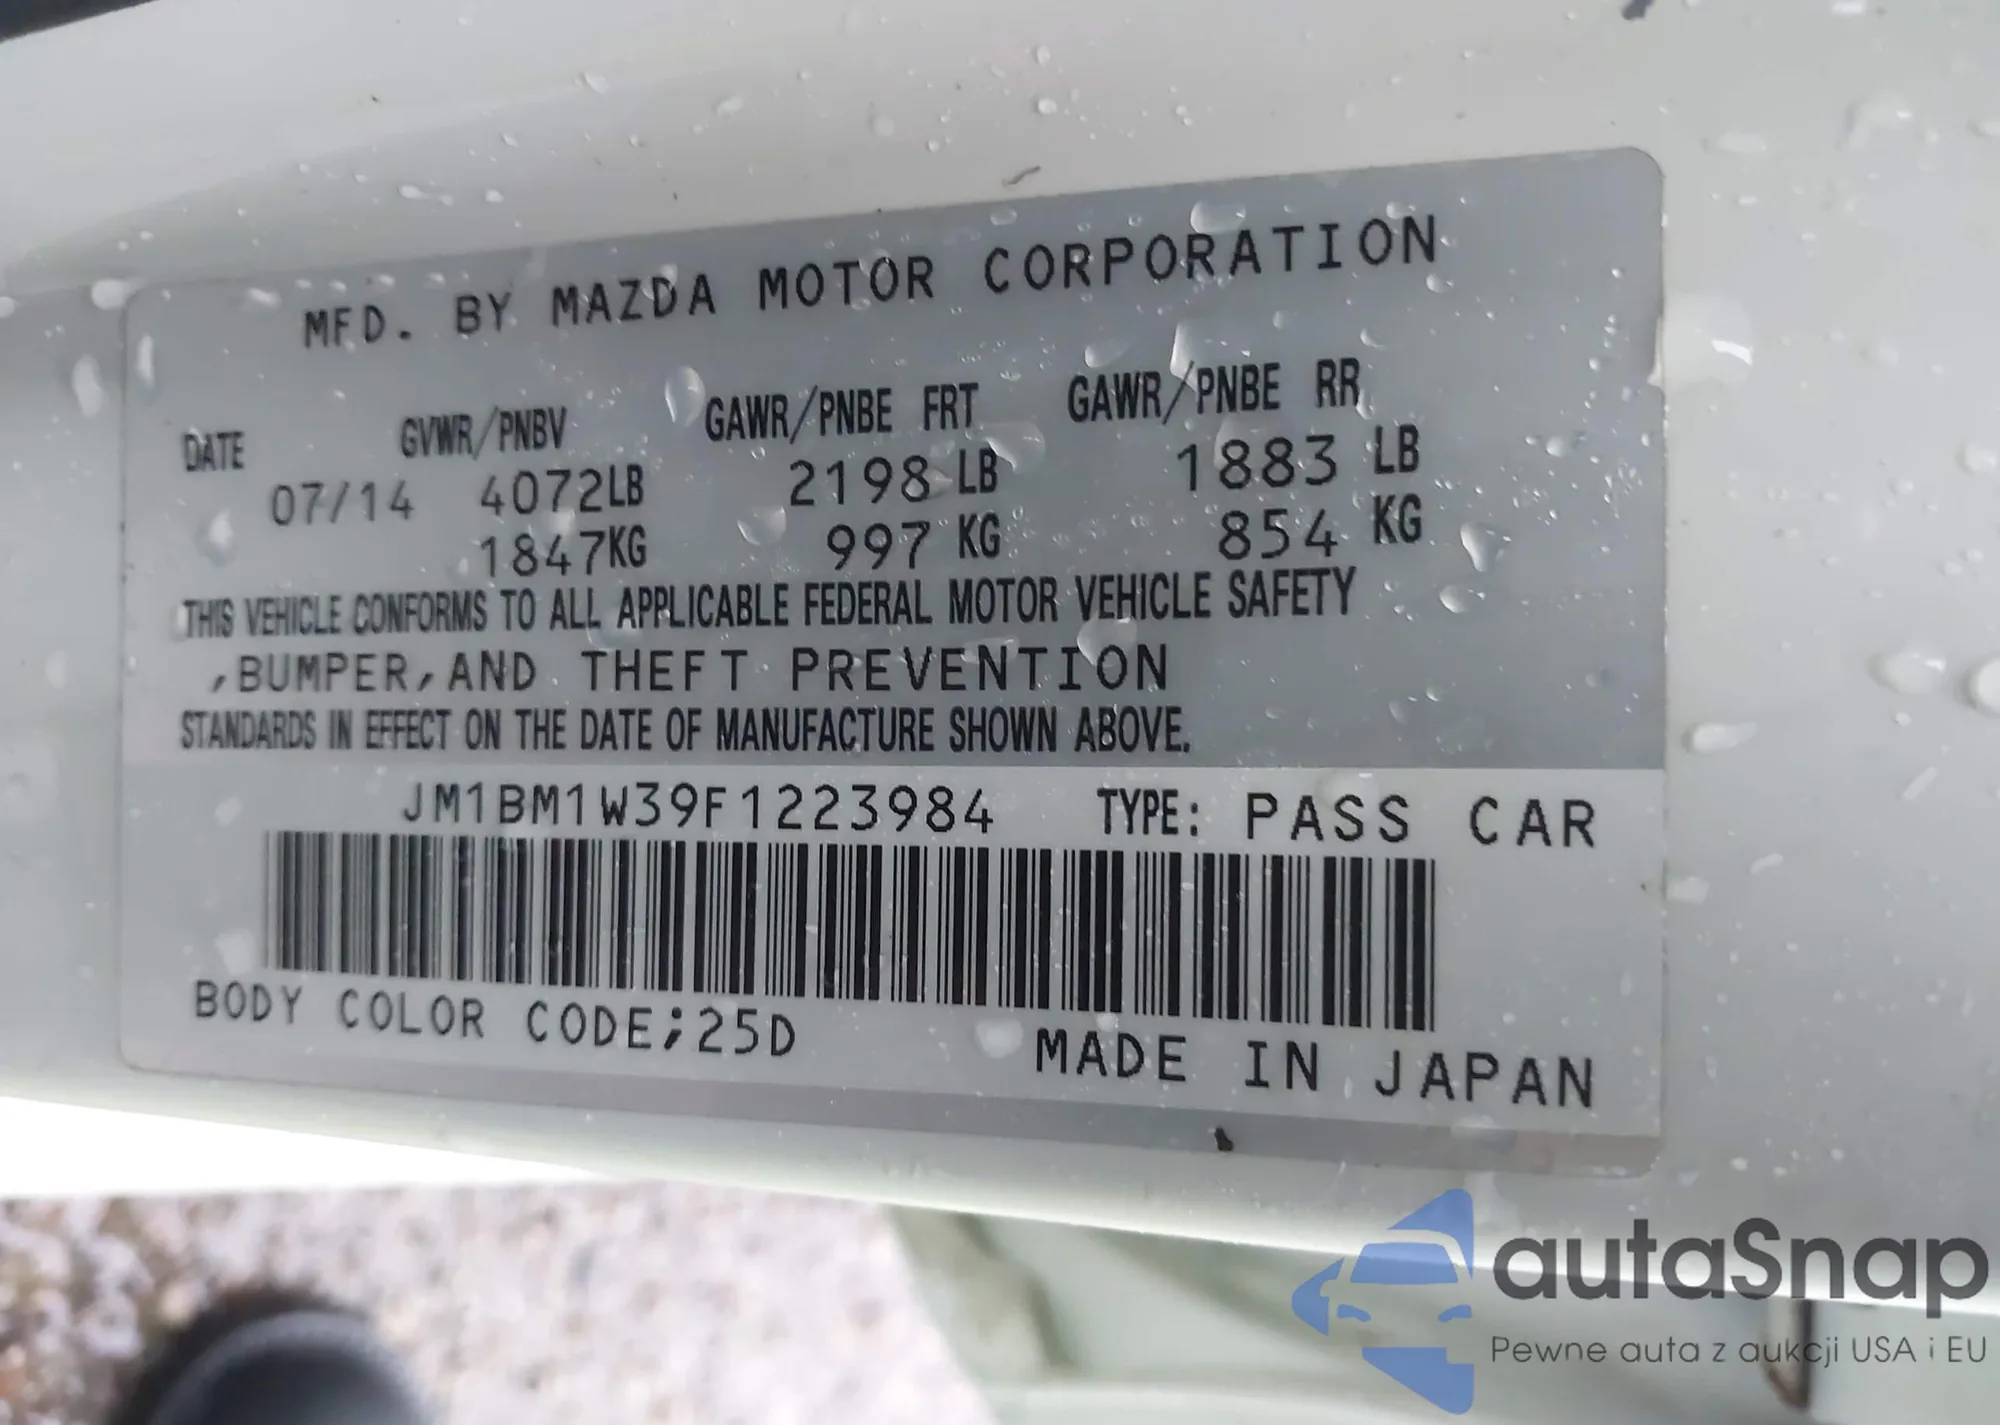 MFD. BY MAZDA MOTOR CORPORATION
DATE GVWR/PNBV GAWR/PNBE FRT GAWR/PNBE RR
07/14 4072LB 2198 LB 1883 LB
1847KG 997 KG 854 KG
THIS VEHICLE CONFORMS TO ALL APPLICABLE FEDERAL MOTOR VEHICLE SAFETY
,BUMPER,AND THEFT PREVENTION
STANDARDS IN EFFECT ON THE DATE OF MANUFACTURE SHOWN ABOVE.
JM1BM1W39F1223984 TYPE: PASS CAR
BODY COLOR CODE;25D
MADE IN JAPAN
autaSnap
Pewne auta z aukcji USA i EU